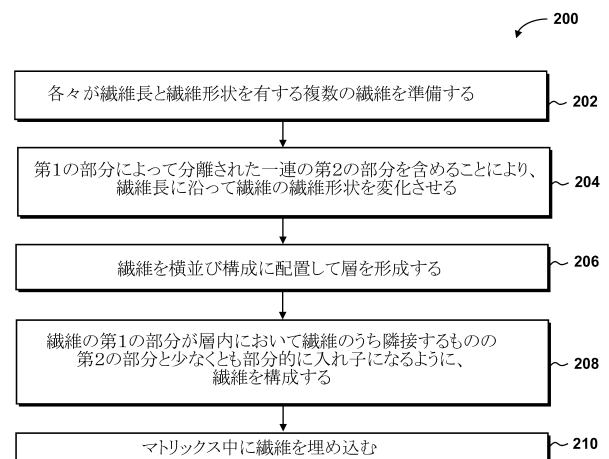 200
各々が繊維長と繊維形状を有する複数の繊維を準備する
202
第1の部分によって分離された一連の第2の部分を含めることにより、
繊維長に沿って繊維の繊維形状を変化させる
204
繊維を横並び構成に配置して層を形成する
206
繊維の第1の部分が層内において繊維のうち隣接するものの
第2の部分と少なくとも部分的に入れ子になるように、
繊維を構成する
208
マトリックス中に繊維を埋め込む
210